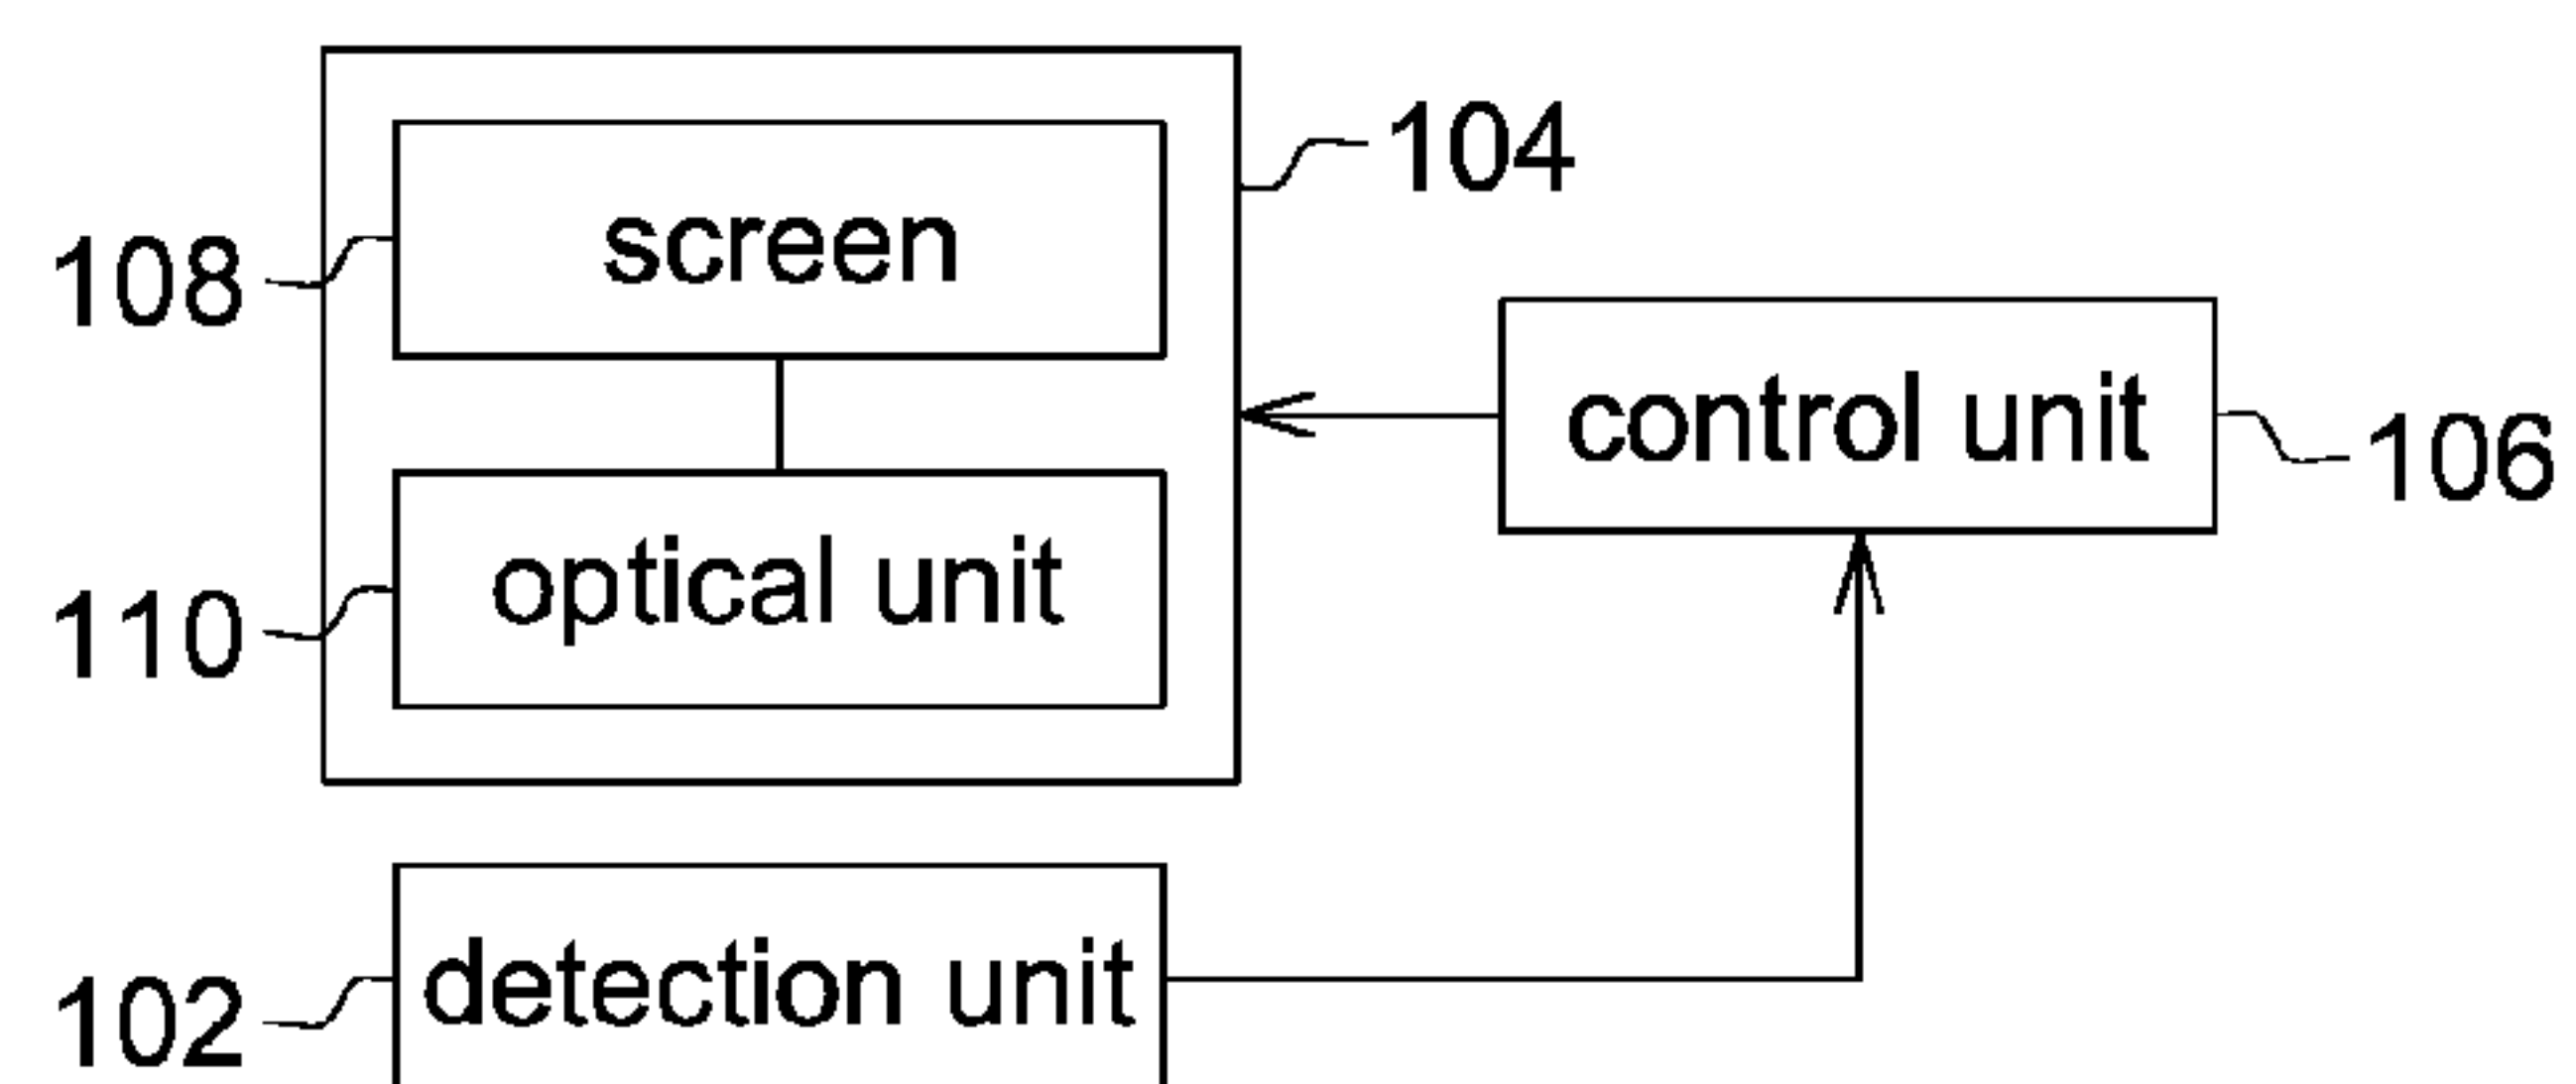 104
screen
108
control unit
106
optical unit
110
detection unit
102